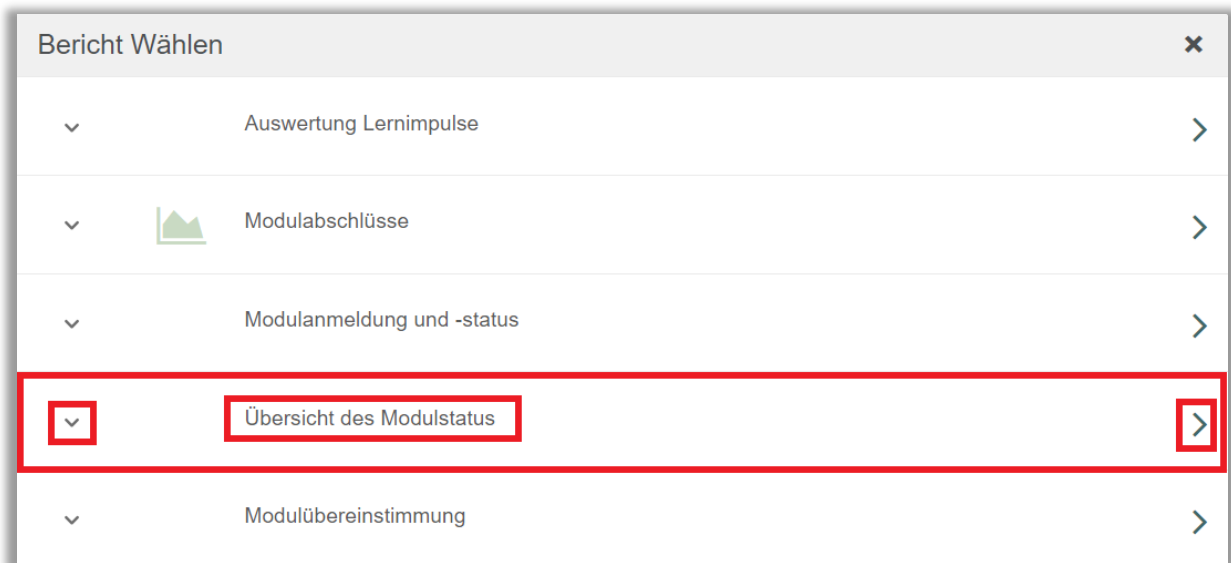 Bericht Wählen
Auswertung Lernimpulse
Modulabschlüsse
Modulanmeldung und -status
Übersicht des Modulstatus
Modulübereinstimmung